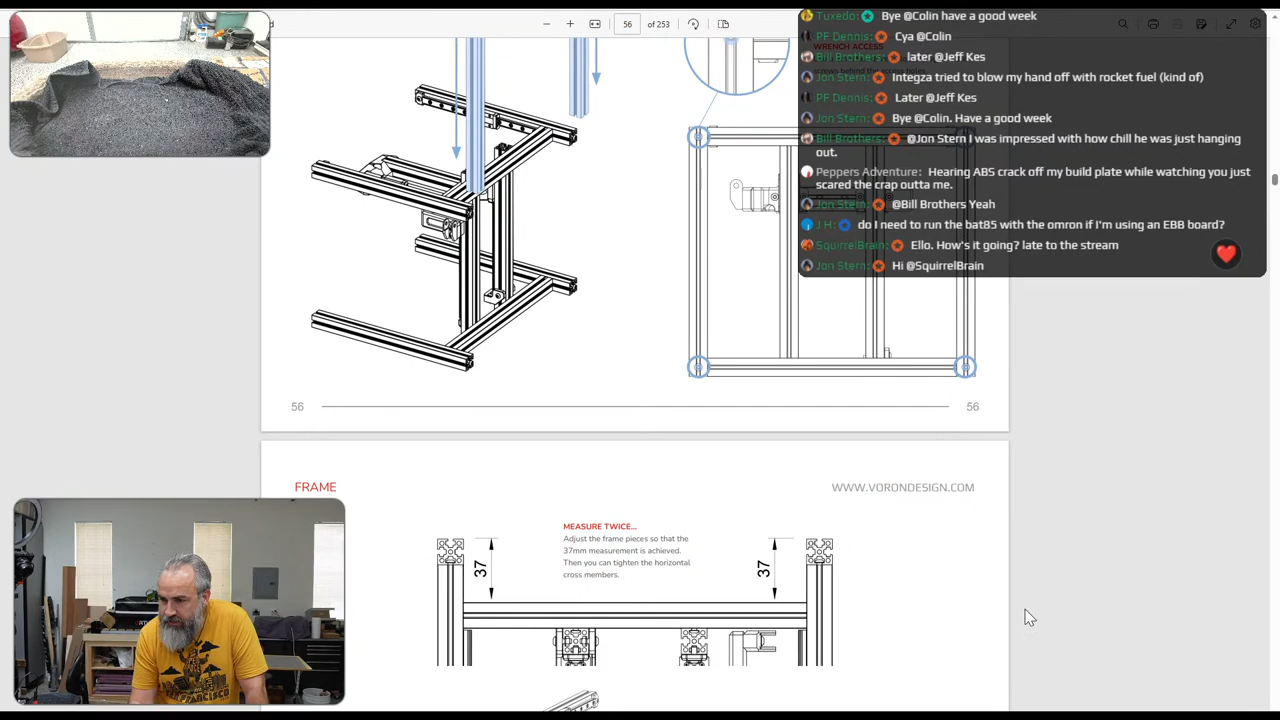 56
of 253
Tuxedo: Bye @Colin have a good week
PF Dennis: Cya @Colin
WRENCH ACCESS
Bill Brothers: later @Jeff Kes
Jon Stern: Integza tried to blow my hand off with rocket fuel (kind of)
PF Dennis: Later @Jeff Kes
Jon Stern: Bye @Colin. Have a good week
Bill Brothers: @Jon Stern I was impressed with how chill he was just hanging
out.
Peppers Adventure: Hearing ABS crack off my build plate while watching you just
scared the crap outta me.
Jon Stern: @Bill Brothers Yeah
J H: do I need to run the bat85 with the omron if I'm using an EBB board?
SquirrelBrain: Ello. How's it going? late to the stream
Jon Stern: Hi @SquirrelBrain
56
56
FRAME
WWW.VORONDESIGN.COM
MEASURE TWICE...
Adjust the frame pieces so that the
37mm measurement is achieved.
Then you can tighten the horizontal
cross members.
37
37